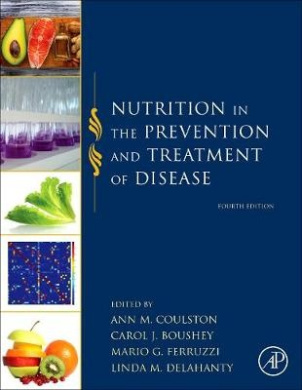 NUTRITION IN
THE PREVENTION
AND TREATMENT
OF DISEASE
FOURTH EDITION
EDITED BY
ANN M. COULSTON
CAROL J. BOUSHEY
MARIO G. FERRUZZI
LINDA M. DELAHANTY
AP